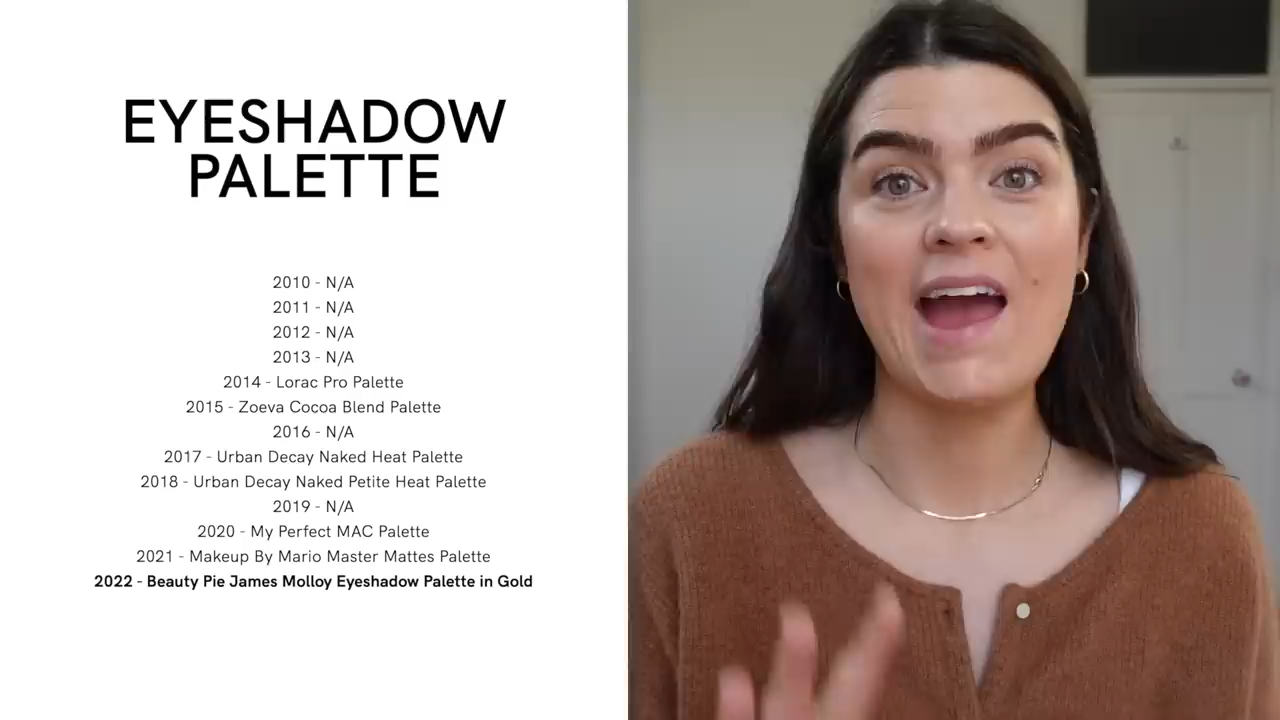 EYESHADOW
PALETTE
2010 - N/A
2011 - N/A
2012 - N/A
2013 - N/A
2014 - Lorac Pro Palette
2015 - Zoeva Cocoa Blend Palette
2016 - N/A
2017 - Urban Decay Naked Heat Palette
2018 - Urban Decay Naked Petite Heat Palette
2019 - N/A
2020 - My Perfect MAC Palette
2021 - Makeup By Mario Master Mattes Palette
2022 - Beauty Pie James Molloy Eyeshadow Palette in Gold